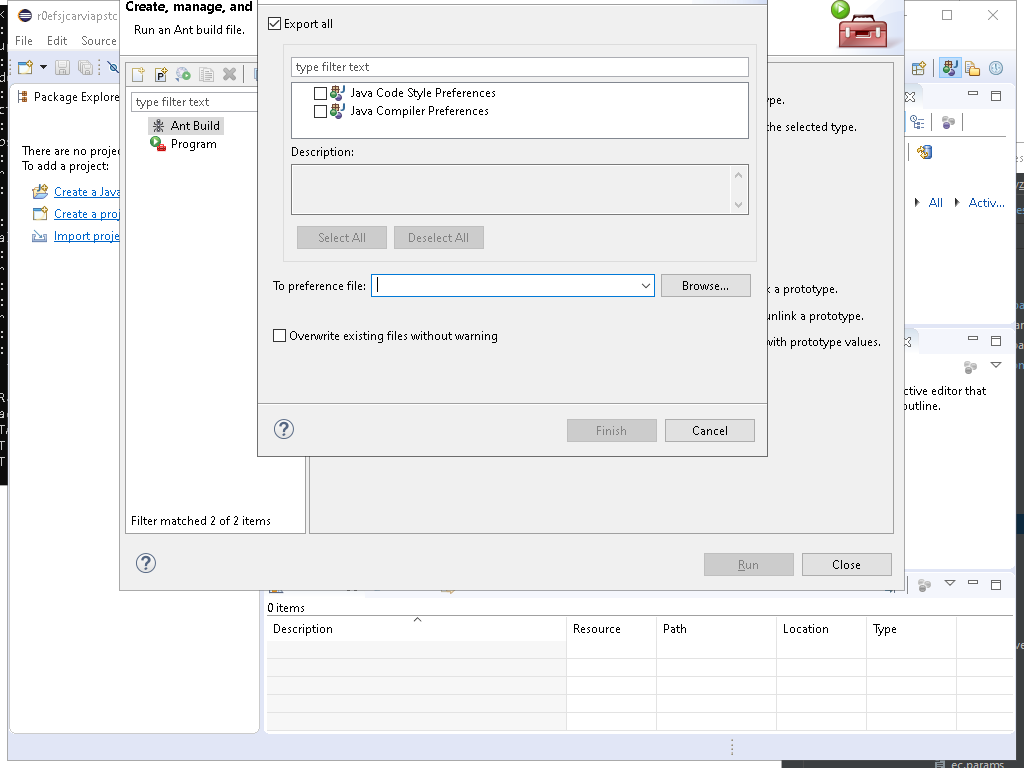 r0efsjcarviapstc
Create, manage, and
Run an Ant build file.
File Edit Source
Package Explore
There are no projec
To add a project:
Create a Java
Create a proj
Import proje
type filter text
Ant Build
Program
Filter matched 2 of 2 items
Export all
type filter text
Java Code Style Preferences
Java Compiler Preferences
Description:
Select All
Deselect All
To preference file:
Browse...
Overwrite existing files without warning
Finish
Cancel
ype.
he selected type.
k a prototype.
unlink a prototype.
with prototype values.
Run
Close
All
Activ...
ctive editor that
outline.
0 items
Description Resource Path Location Type
ec.params